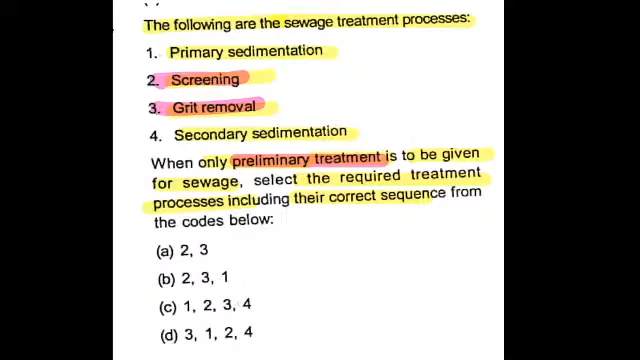 The following are the sewage treatment processes:
1. Primary sedimentation
2. Screening
3. Grit removal
4. Secondary sedimentation
When only preliminary treatment is to be given
for sewage, select the required treatment
processes including their correct sequence from
the codes below:
(a) 2, 3
(b) 2, 3, 1
(c) 1, 2, 3, 4
(d) 3, 1, 2, 4